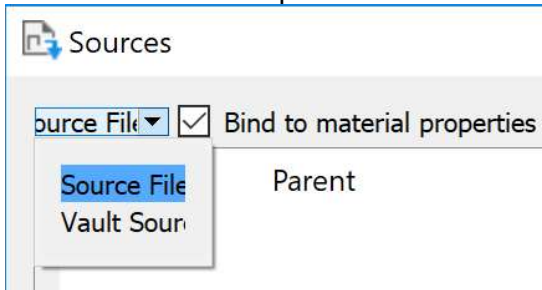 Sources
ource File Bind to material properties
Source File
Parent
Vault Sour